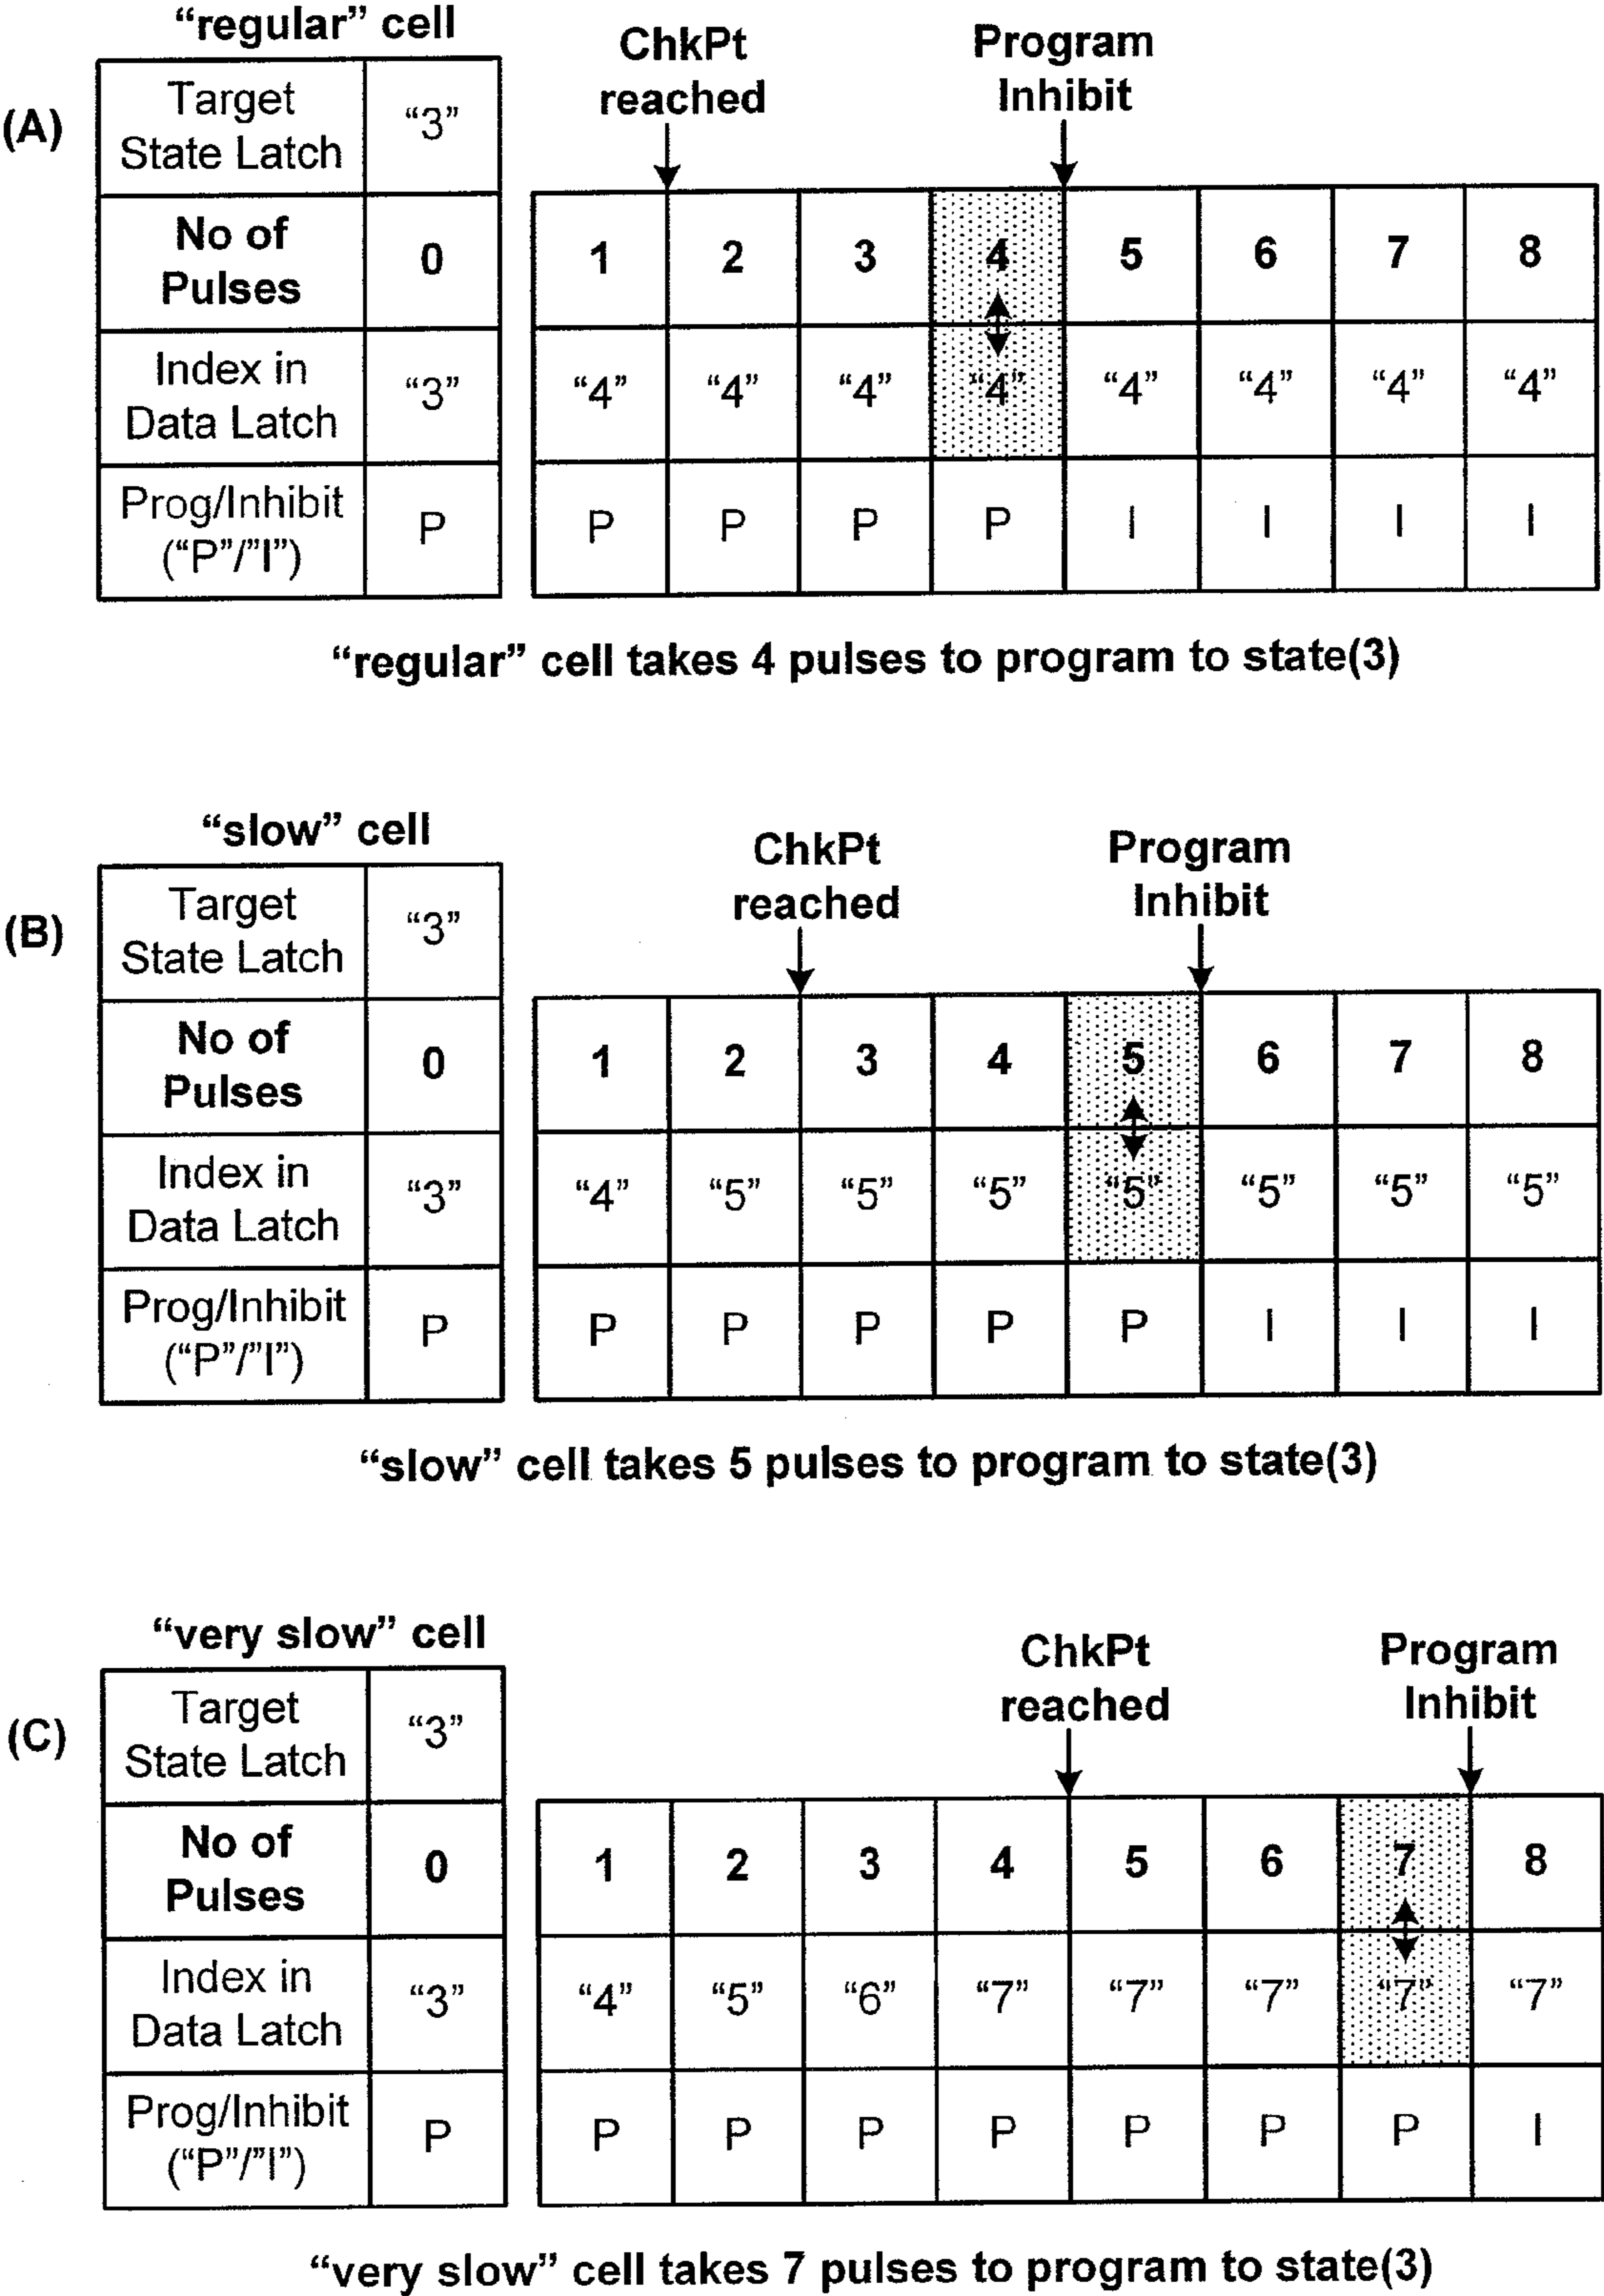 “regular” cell
ChkPt
reached
Program
Inhibit
(A)
Target
State Latch
“3”
No of
Pulses
0
1 2 3 4 5 6 7 8
Index in
Data Latch
“3”
“4” “4” “4” “4” “4” “4” “4” “4”
Prog/Inhibit
(“P”/”I”)
P
P P P P I I I I
“regular” cell takes 4 pulses to program to state(3)
“slow” cell
ChkPt
reached
Program
Inhibit
(B)
Target
State Latch
“3”
No of
Pulses
0
1 2 3 4 5 6 7 8
Index in
Data Latch
“3”
“4” “5” “5” “5” “5” “5” “5” “5”
Prog/Inhibit
(“P”/”I”)
P
P P P P P I I I
“slow” cell takes 5 pulses to program to state(3)
“very slow” cell
ChkPt
reached
Program
Inhibit
(C)
Target
State Latch
“3”
No of
Pulses
0
1 2 3 4 5 6 7 8
Index in
Data Latch
“3”
“4” “5” “6” “7” “7” “7” “7” “7”
Prog/Inhibit
(“P”/”I”)
P
P P P P P P P I
“very slow” cell takes 7 pulses to program to state(3)